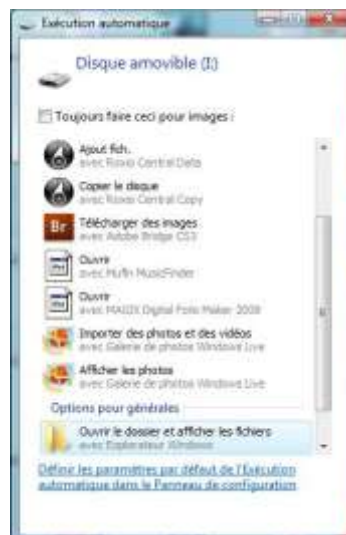 Exécution automatique
Disque amovible (I:)
Toujours faire ceci pour images :
Ajout fich.
avec Roxio Central Data
Copier le disque
avec Roxio Central Copy
Br
Télécharger des images
avec Adobe Bridge CS3
Ouvrir
avec Mufin MusicFinder
Ouvrir
avec MAGIX Digital Foto Maker 2008
Importer des photos et des vidéos
avec Galerie de photos Windows Live
Afficher les photos
avec Galerie de photos Windows Live
Options pour générales
Ouvrir le dossier et afficher les fichiers
avec Explorateur Windows
Définir les paramètres par défaut de l'Exécution
automatique dans le Panneau de configuration